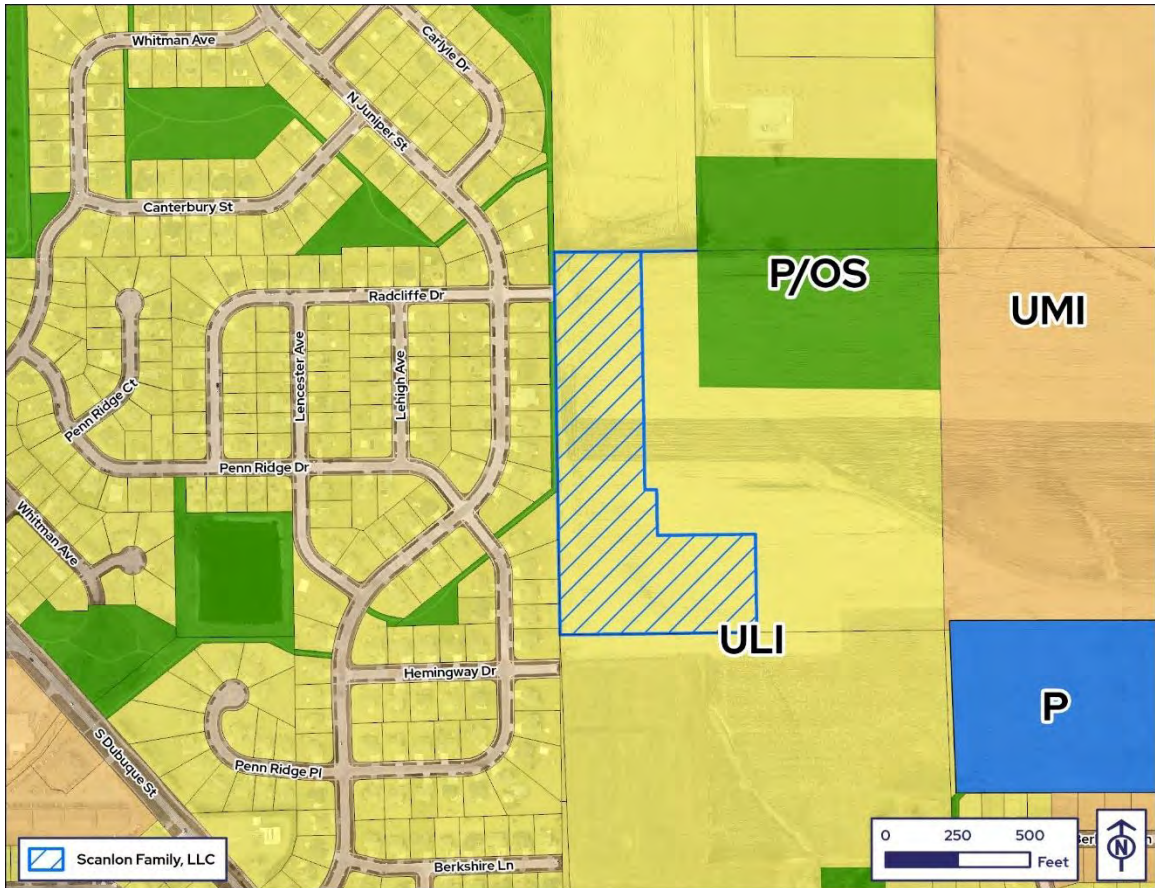 Whitman Ave
Carlyle Dr
N Juniper St
Canterbury St
P/OS
UMI
Radcliffe Dr
Lencester Ave
Lehigh Ave
Penn Ridge Ct
Penn Ridge Dr
Whitman Ave
ULI
Hemingway Dr
P
S Dubuque St
Penn Ridge Pl
Berkshire Ln
Scanlon Family, LLC
0 250 500
Feet
N